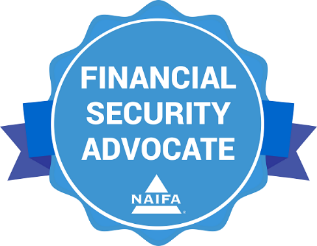 FINANCIAL
SECURITY
ADVOCATE
NAIFA